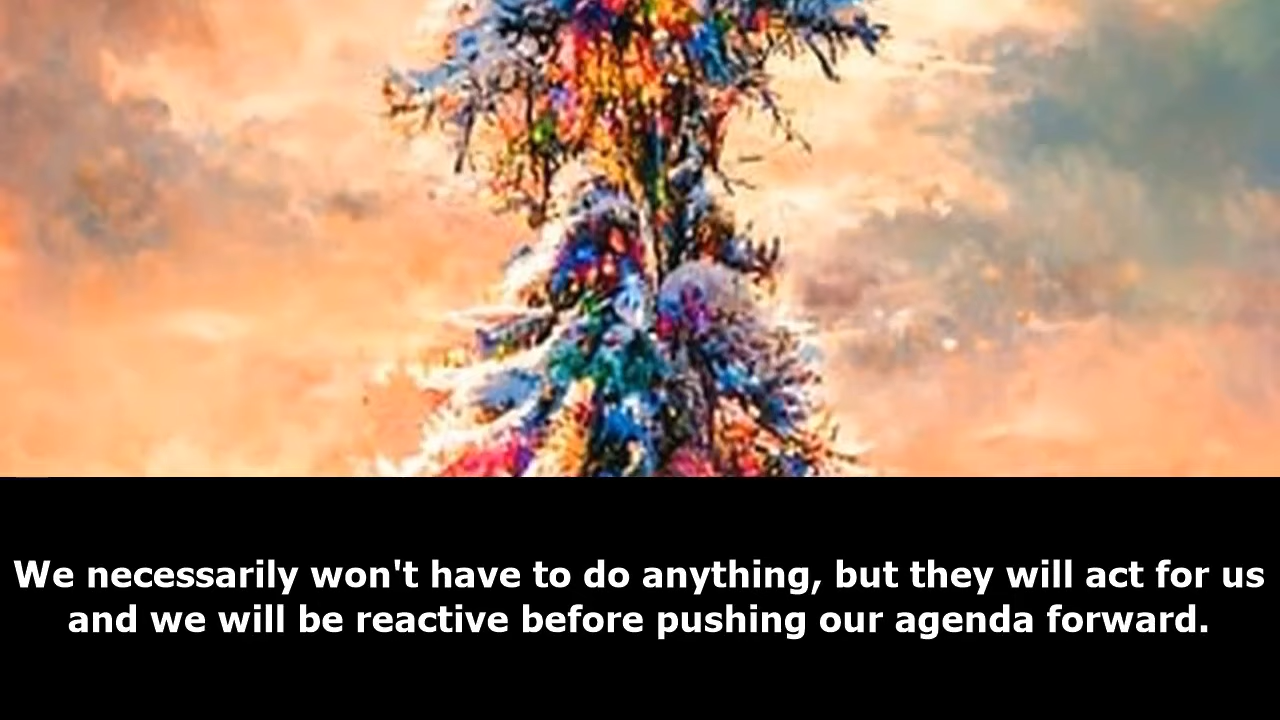 We necessarily won't have to do anything, but they will act for us
and we will be reactive before pushing our agenda forward.